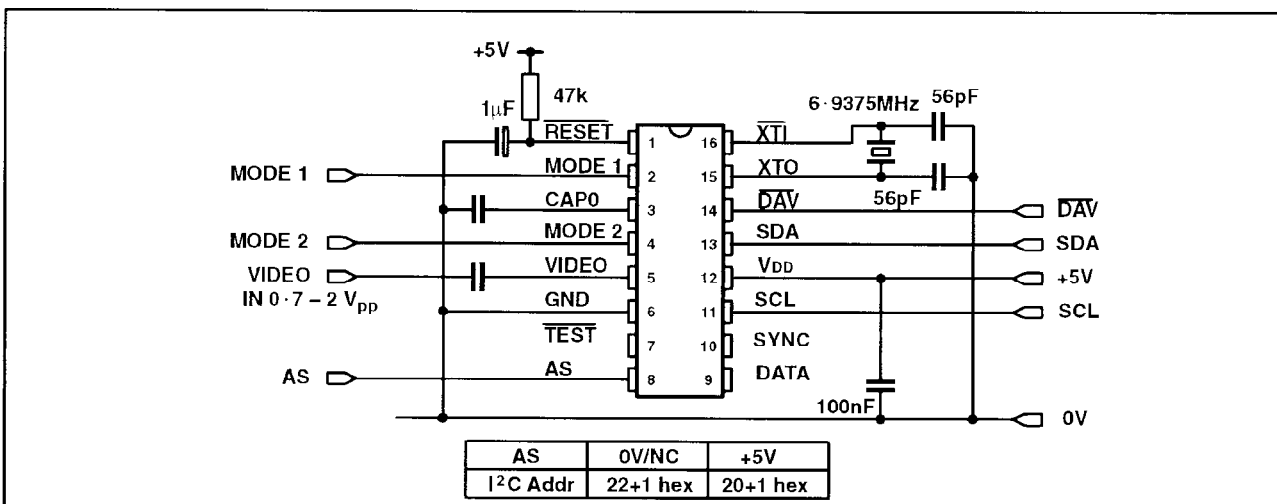 +5V
47k
1µF
6·9375MHz
56pF
RESET
1
16
XTI
MODE 1
MODE 1
2
15
XTO
56pF
CAP0
3
14
DAV
DAV
MODE 2
MODE 2
4
13
SDA
SDA
VIDEO
IN 0·7 – 2 Vpp
VIDEO
5
12
VDD
+5V
GND
6
11
SCL
SCL
TEST
7
10
SYNC
AS
AS
8
9
DATA
100nF
0V
AS 0V/NC +5V
I²C Addr 22+1 hex 20+1 hex